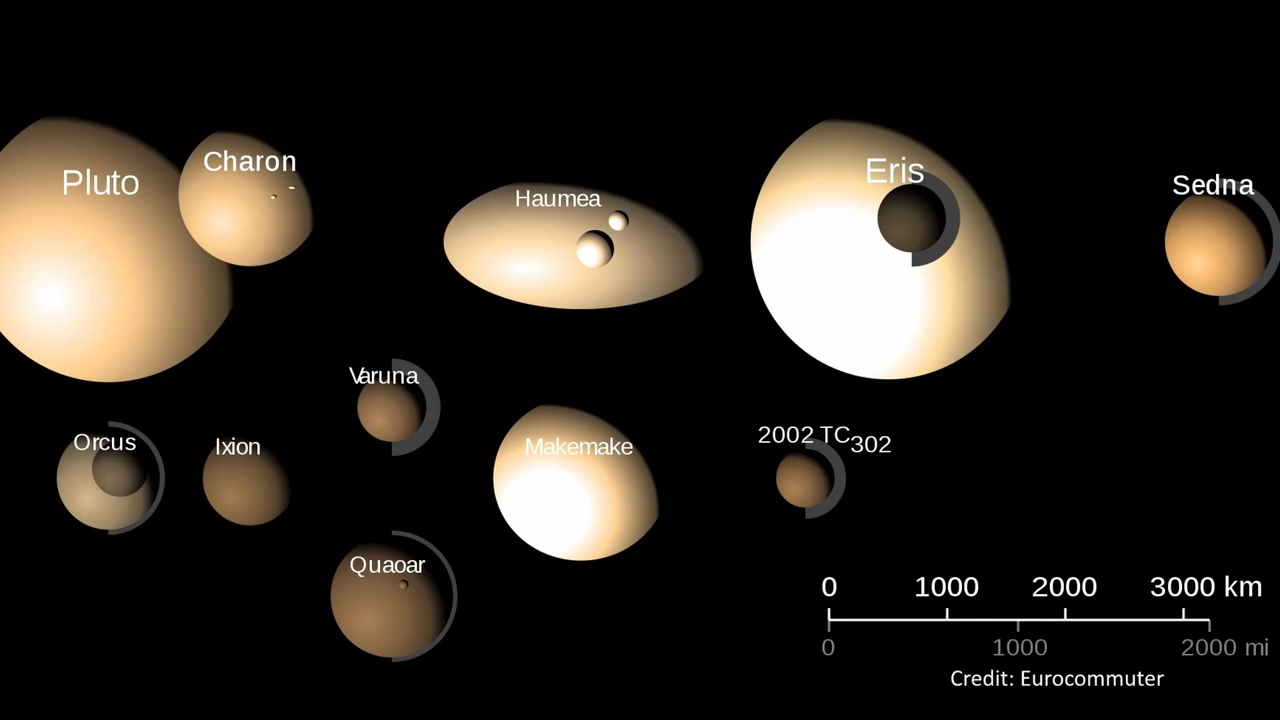 Pluto
Charon
Haumea
Eris
Sedna
Varuna
Orcus
Ixion
Makemake
2002 TC302
Quaoar
0 1000 2000 3000 km
0 1000 2000 mi
Credit: Eurocommuter